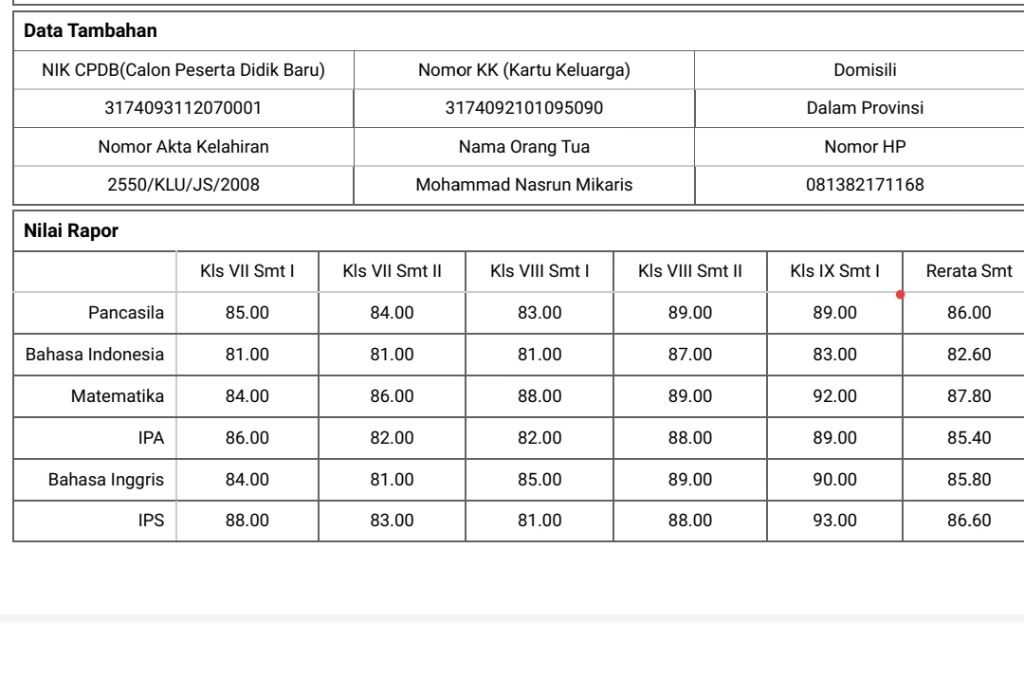 Data Tambahan
NIK CPDB(Calon Peserta Didik Baru) Nomor KK (Kartu Keluarga) Domisili
3174093112070001 3174092101095090 Dalam Provinsi
Nomor Akta Kelahiran Nama Orang Tua Nomor HP
2550/KLU/JS/2008 Mohammad Nasrun Mikaris 081382171168
Nilai Rapor
Kls VII Smt I Kls VII Smt II Kls VIII Smt I Kls VIII Smt II Kls IX Smt I Rerata Smt
Pancasila 85.00 84.00 83.00 89.00 89.00 86.00
Bahasa Indonesia 81.00 81.00 81.00 87.00 83.00 82.60
Matematika 84.00 86.00 88.00 89.00 92.00 87.80
IPA 86.00 82.00 82.00 88.00 89.00 85.40
Bahasa Inggris 84.00 81.00 85.00 89.00 90.00 85.80
IPS 88.00 83.00 81.00 88.00 93.00 86.60